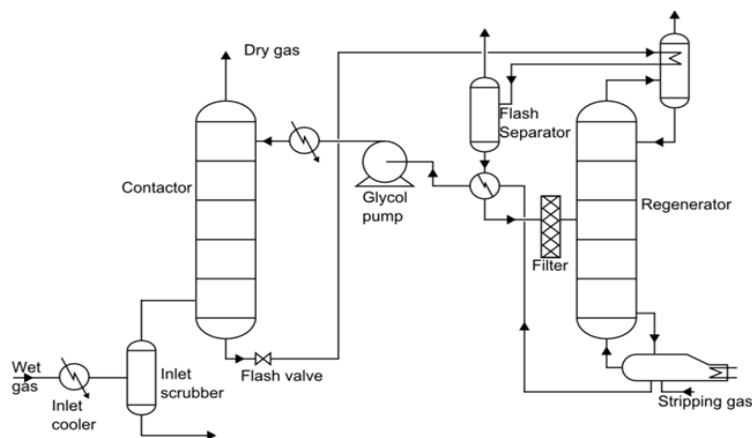 Dry gas
Flash
Separator
Contactor
Glycol
pump
Regenerator
Filter
Wet
gas
Inlet
cooler
Inlet
scrubber
Flash valve
Stripping gas